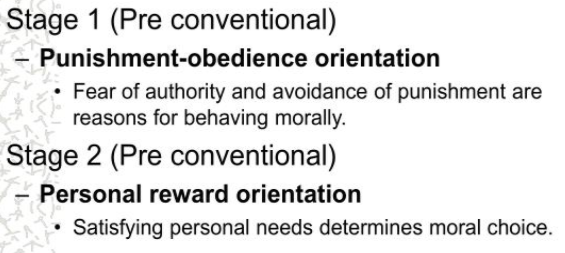 Stage 1 (Pre conventional)
– Punishment-obedience orientation
• Fear of authority and avoidance of punishment are
reasons for behaving morally.
Stage 2 (Pre conventional)
– Personal reward orientation
• Satisfying personal needs determines moral choice.